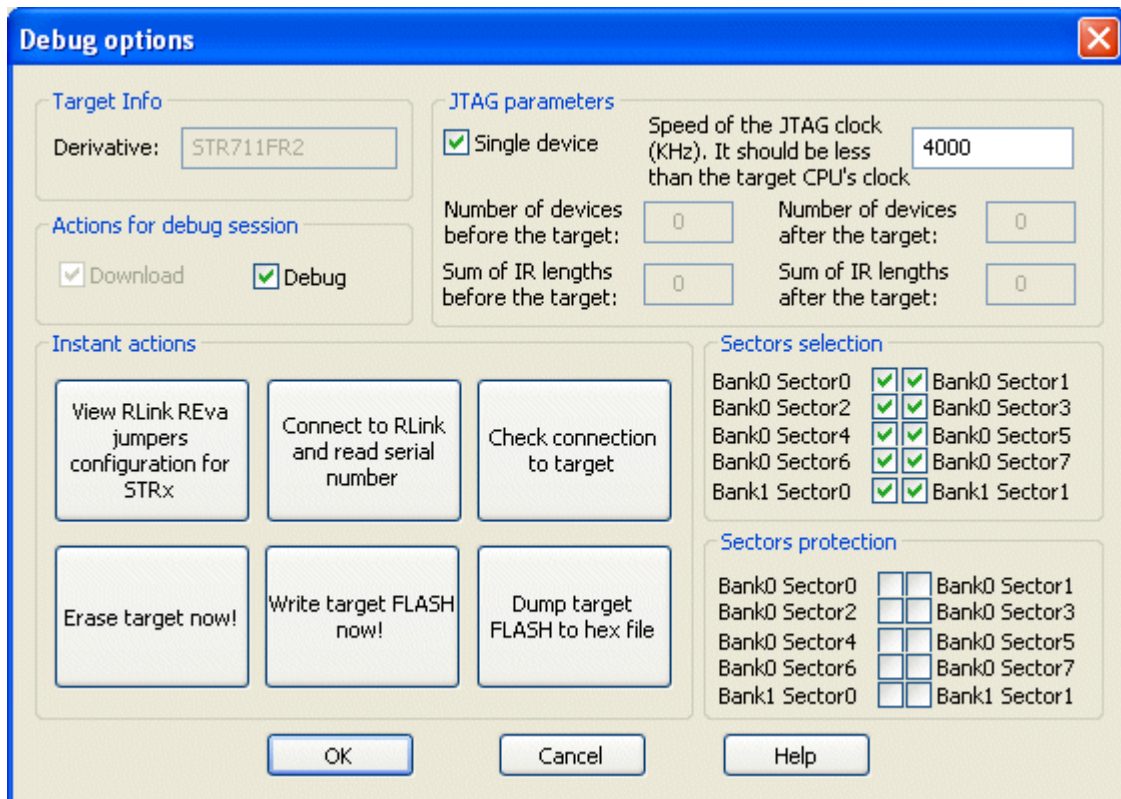 Debug options
Target Info
Derivative: STR711FR2
Actions for debug session
Download Debug
JTAG parameters
Single device
Speed of the JTAG clock
(KHz). It should be less
than the target CPU's clock
4000
Number of devices
before the target:
0
Number of devices
after the target:
0
Sum of IR lengths
before the target:
0
Sum of IR lengths
after the target:
0
Instant actions
View RLink REva
jumpers
configuration for
STRx
Connect to RLink
and read serial
number
Check connection
to target
Erase target now!
Write target FLASH
now!
Dump target
FLASH to hex file
Sectors selection
Bank0 Sector0 Bank0 Sector1
Bank0 Sector2 Bank0 Sector3
Bank0 Sector4 Bank0 Sector5
Bank0 Sector6 Bank0 Sector7
Bank1 Sector0 Bank1 Sector1
Sectors protection
Bank0 Sector0 Bank0 Sector1
Bank0 Sector2 Bank0 Sector3
Bank0 Sector4 Bank0 Sector5
Bank0 Sector6 Bank0 Sector7
Bank1 Sector0 Bank1 Sector1
OK Cancel Help